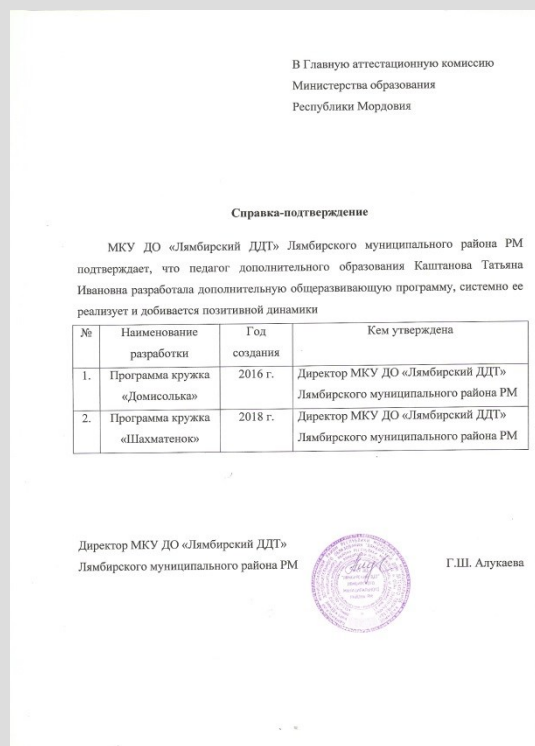 В Главную аттестационную комиссию
Министерства образования
Республики Мордовия
Справка-подтверждение
МКУ ДО «Лямбирский ДДТ» Лямбирского муниципального района РМ
подтверждает, что педагог дополнительного образования Каштанова Татьяна
Ивановна разработала дополнительную общеразвивающую программу, системно ее
реализует и добивается позитивной динамики
№ Наименование разработки Год создания Кем утверждена
1. Программа кружка «Домисолька» 2016 г. Директор МКУ ДО «Лямбирский ДДТ»
Лямбирского муниципального района РМ
2. Программа кружка «Шахматенок» 2018 г. Директор МКУ ДО «Лямбирский ДДТ»
Лямбирского муниципального района РМ
Директор МКУ ДО «Лямбирский ДДТ»
Лямбирского муниципального района РМ Г.Ш. Алукаева